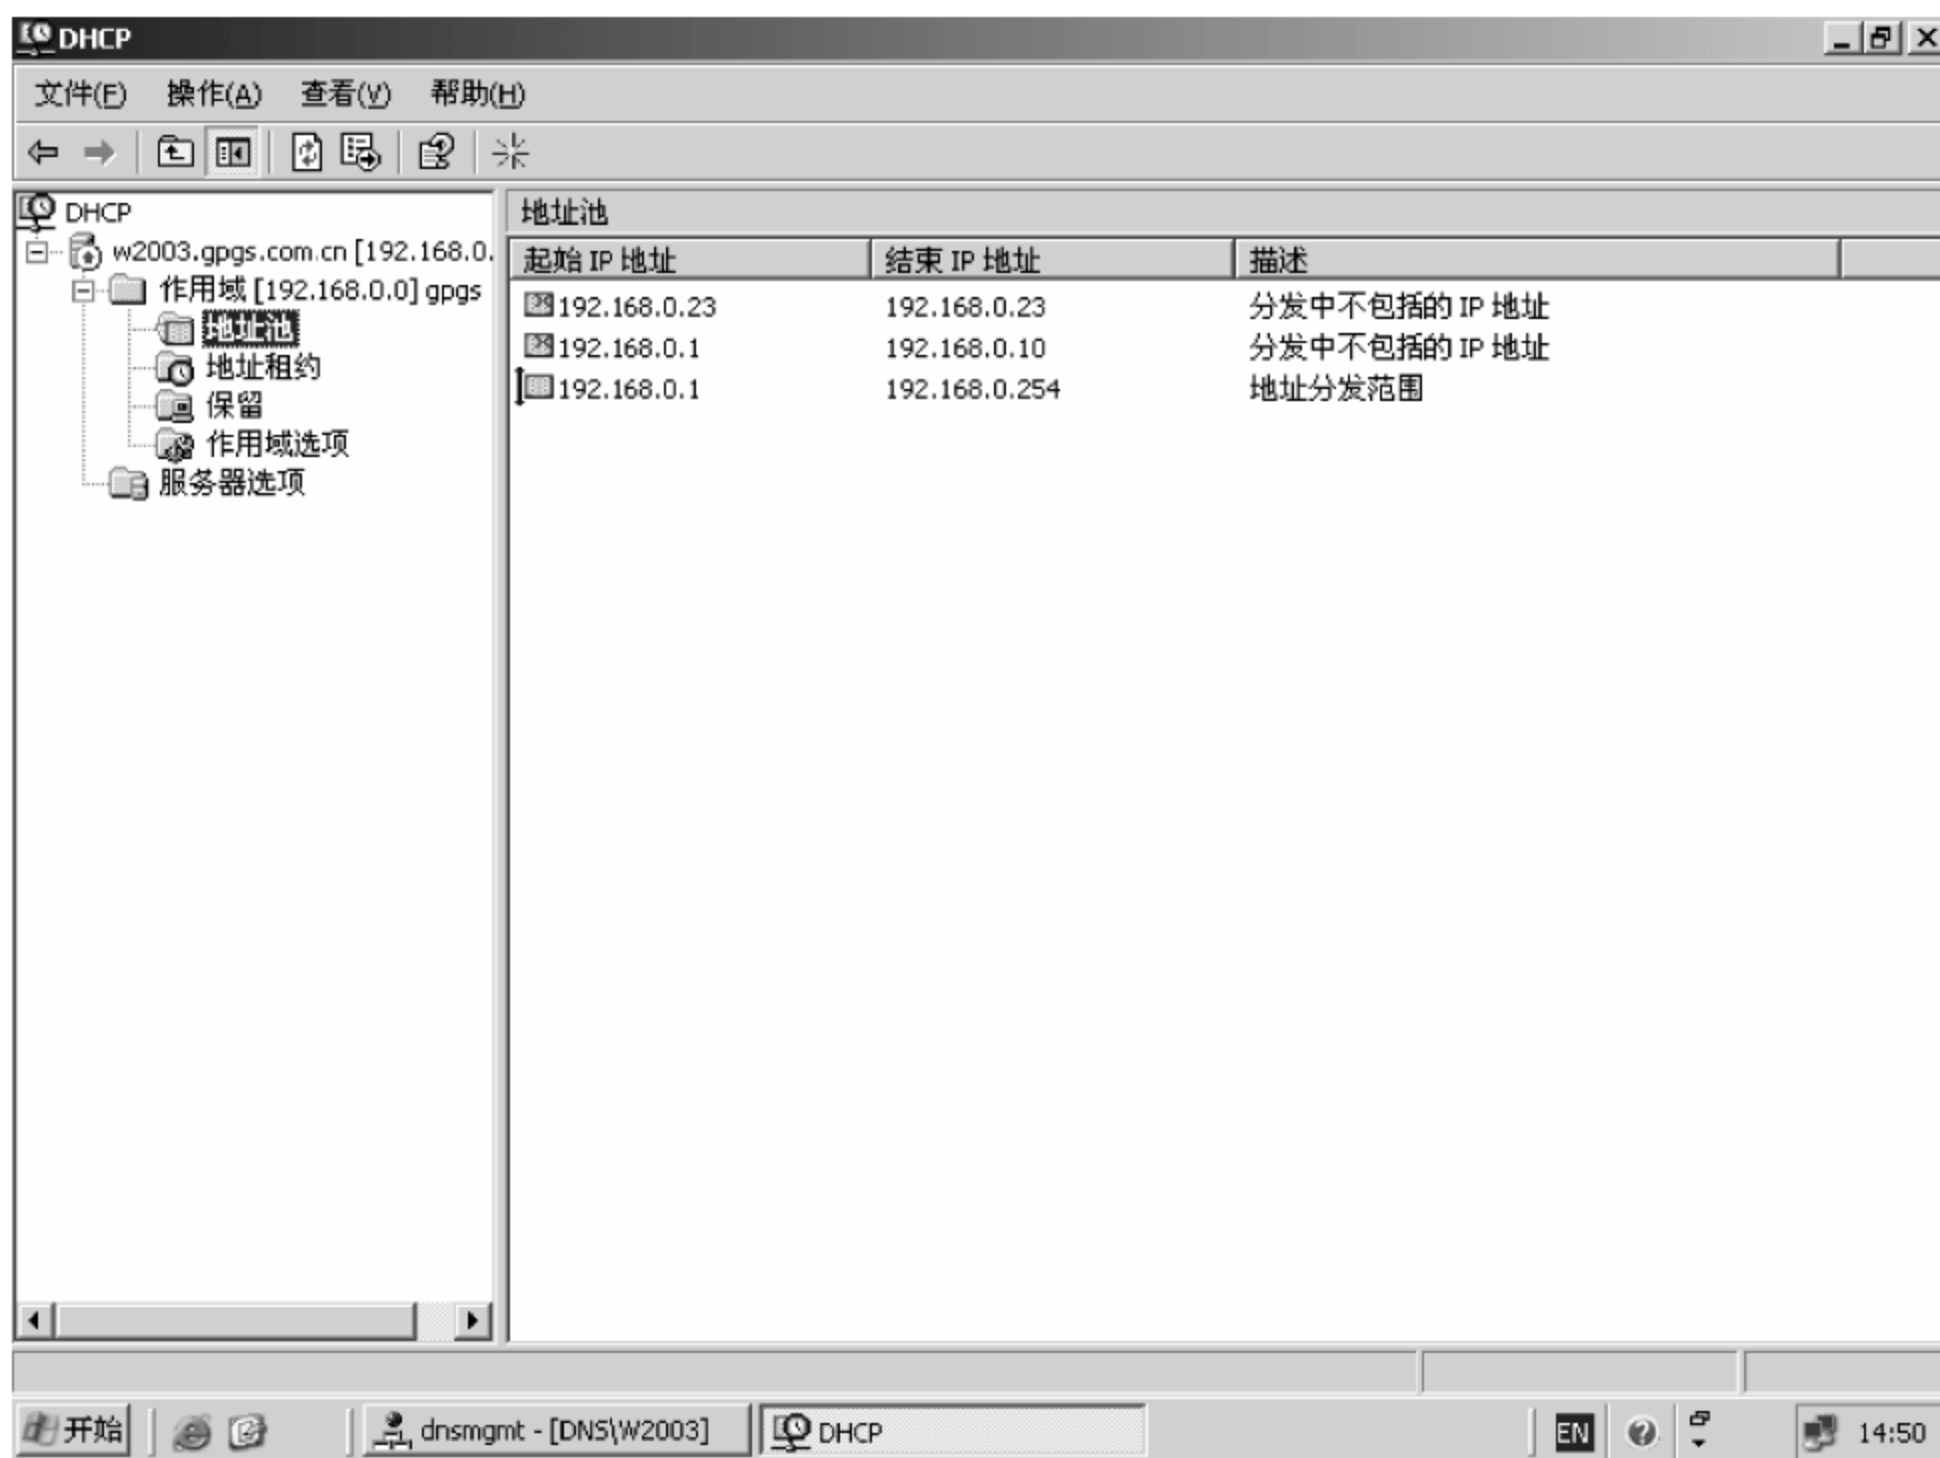 DHCP
文件(F) 操作(A) 查看(V) 帮助(H)
DHCP
w2003.gpgs.com.cn [192.168.0.
作用域 [192.168.0.0] gpgs
地址池
地址租约
保留
作用域选项
服务器选项
地址池
起始 IP 地址 结束 IP 地址 描述
192.168.0.23 192.168.0.23 分发中不包括的 IP 地址
192.168.0.1 192.168.0.10 分发中不包括的 IP 地址
192.168.0.1 192.168.0.254 地址分发范围
开始 dnsmgmt - [DNS\W2003] DHCP EN 14:50